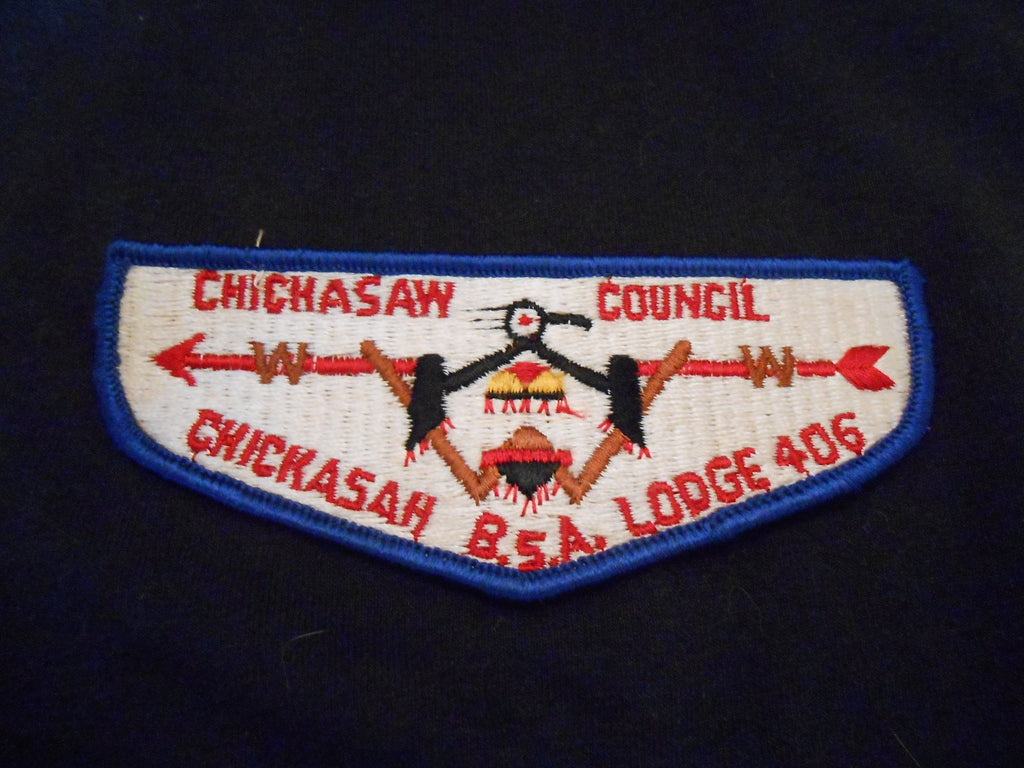 CHICKASAW COUNCIL
W W W
CHICKASAH B.S.A. LODGE 406